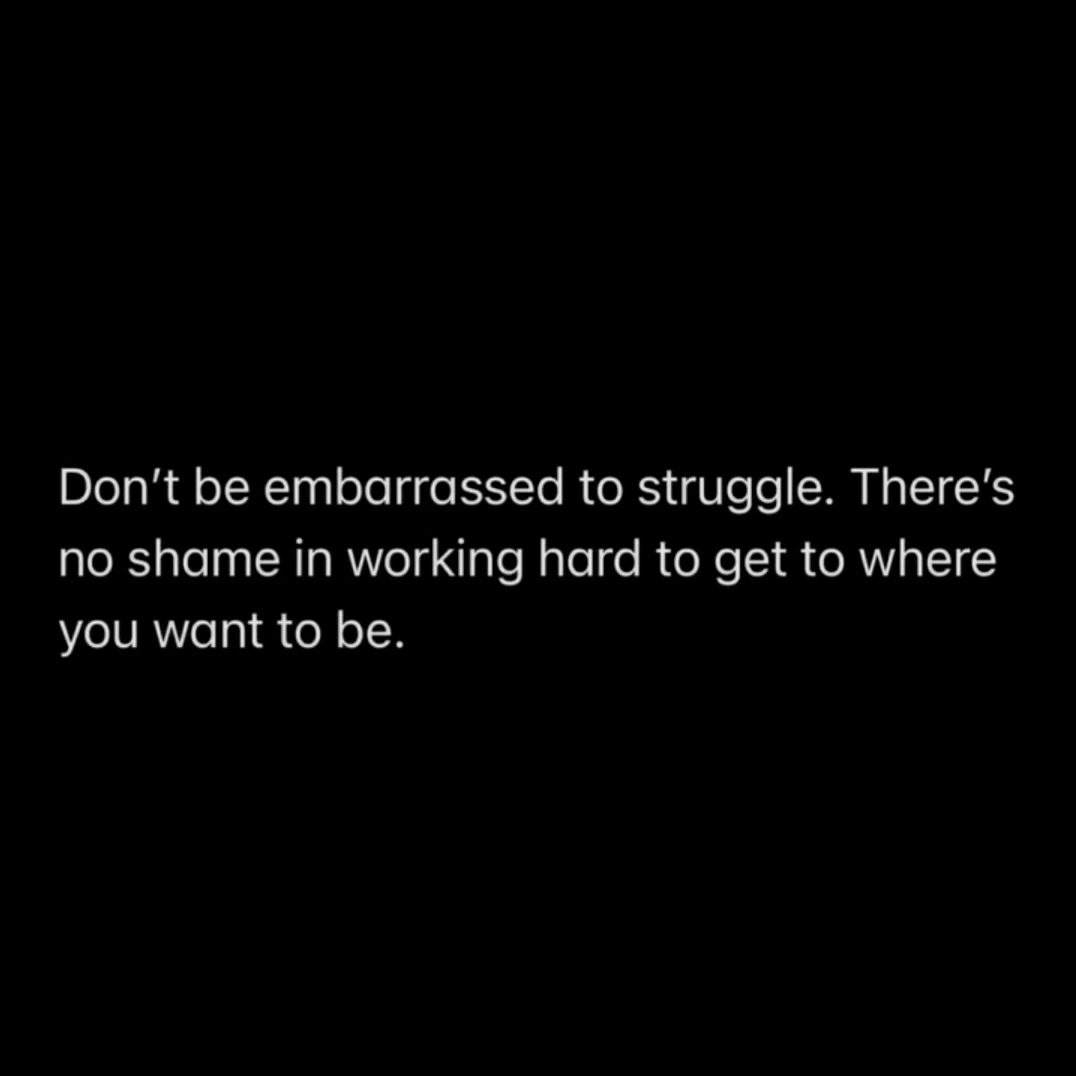 Don’t be embarrassed to struggle. There’s
no shame in working hard to get to where
you want to be.